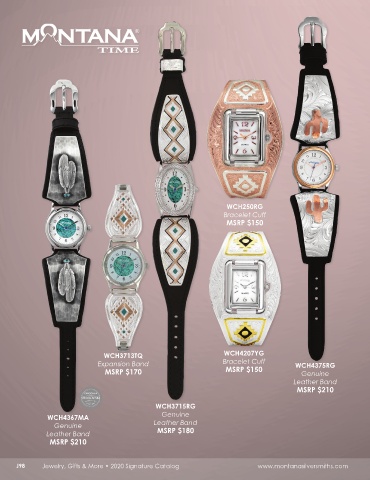 MONTANA®
TIME
WCH250RG
Bracelet Cuff
MSRP $150
WCH3713TQ
Expansion Band
MSRP $170
WCH4207YG
Bracelet Cuff
MSRP $150
WCH4375RG
Genuine
Leather Band
MSRP $210
WCH3715RG
Genuine
Leather Band
MSRP $180
WCH4367MA
Genuine
Leather Band
MSRP $210
J98 Jewelry, Gifts & More • 2020 Signature Catalog www.montanasilversmiths.com